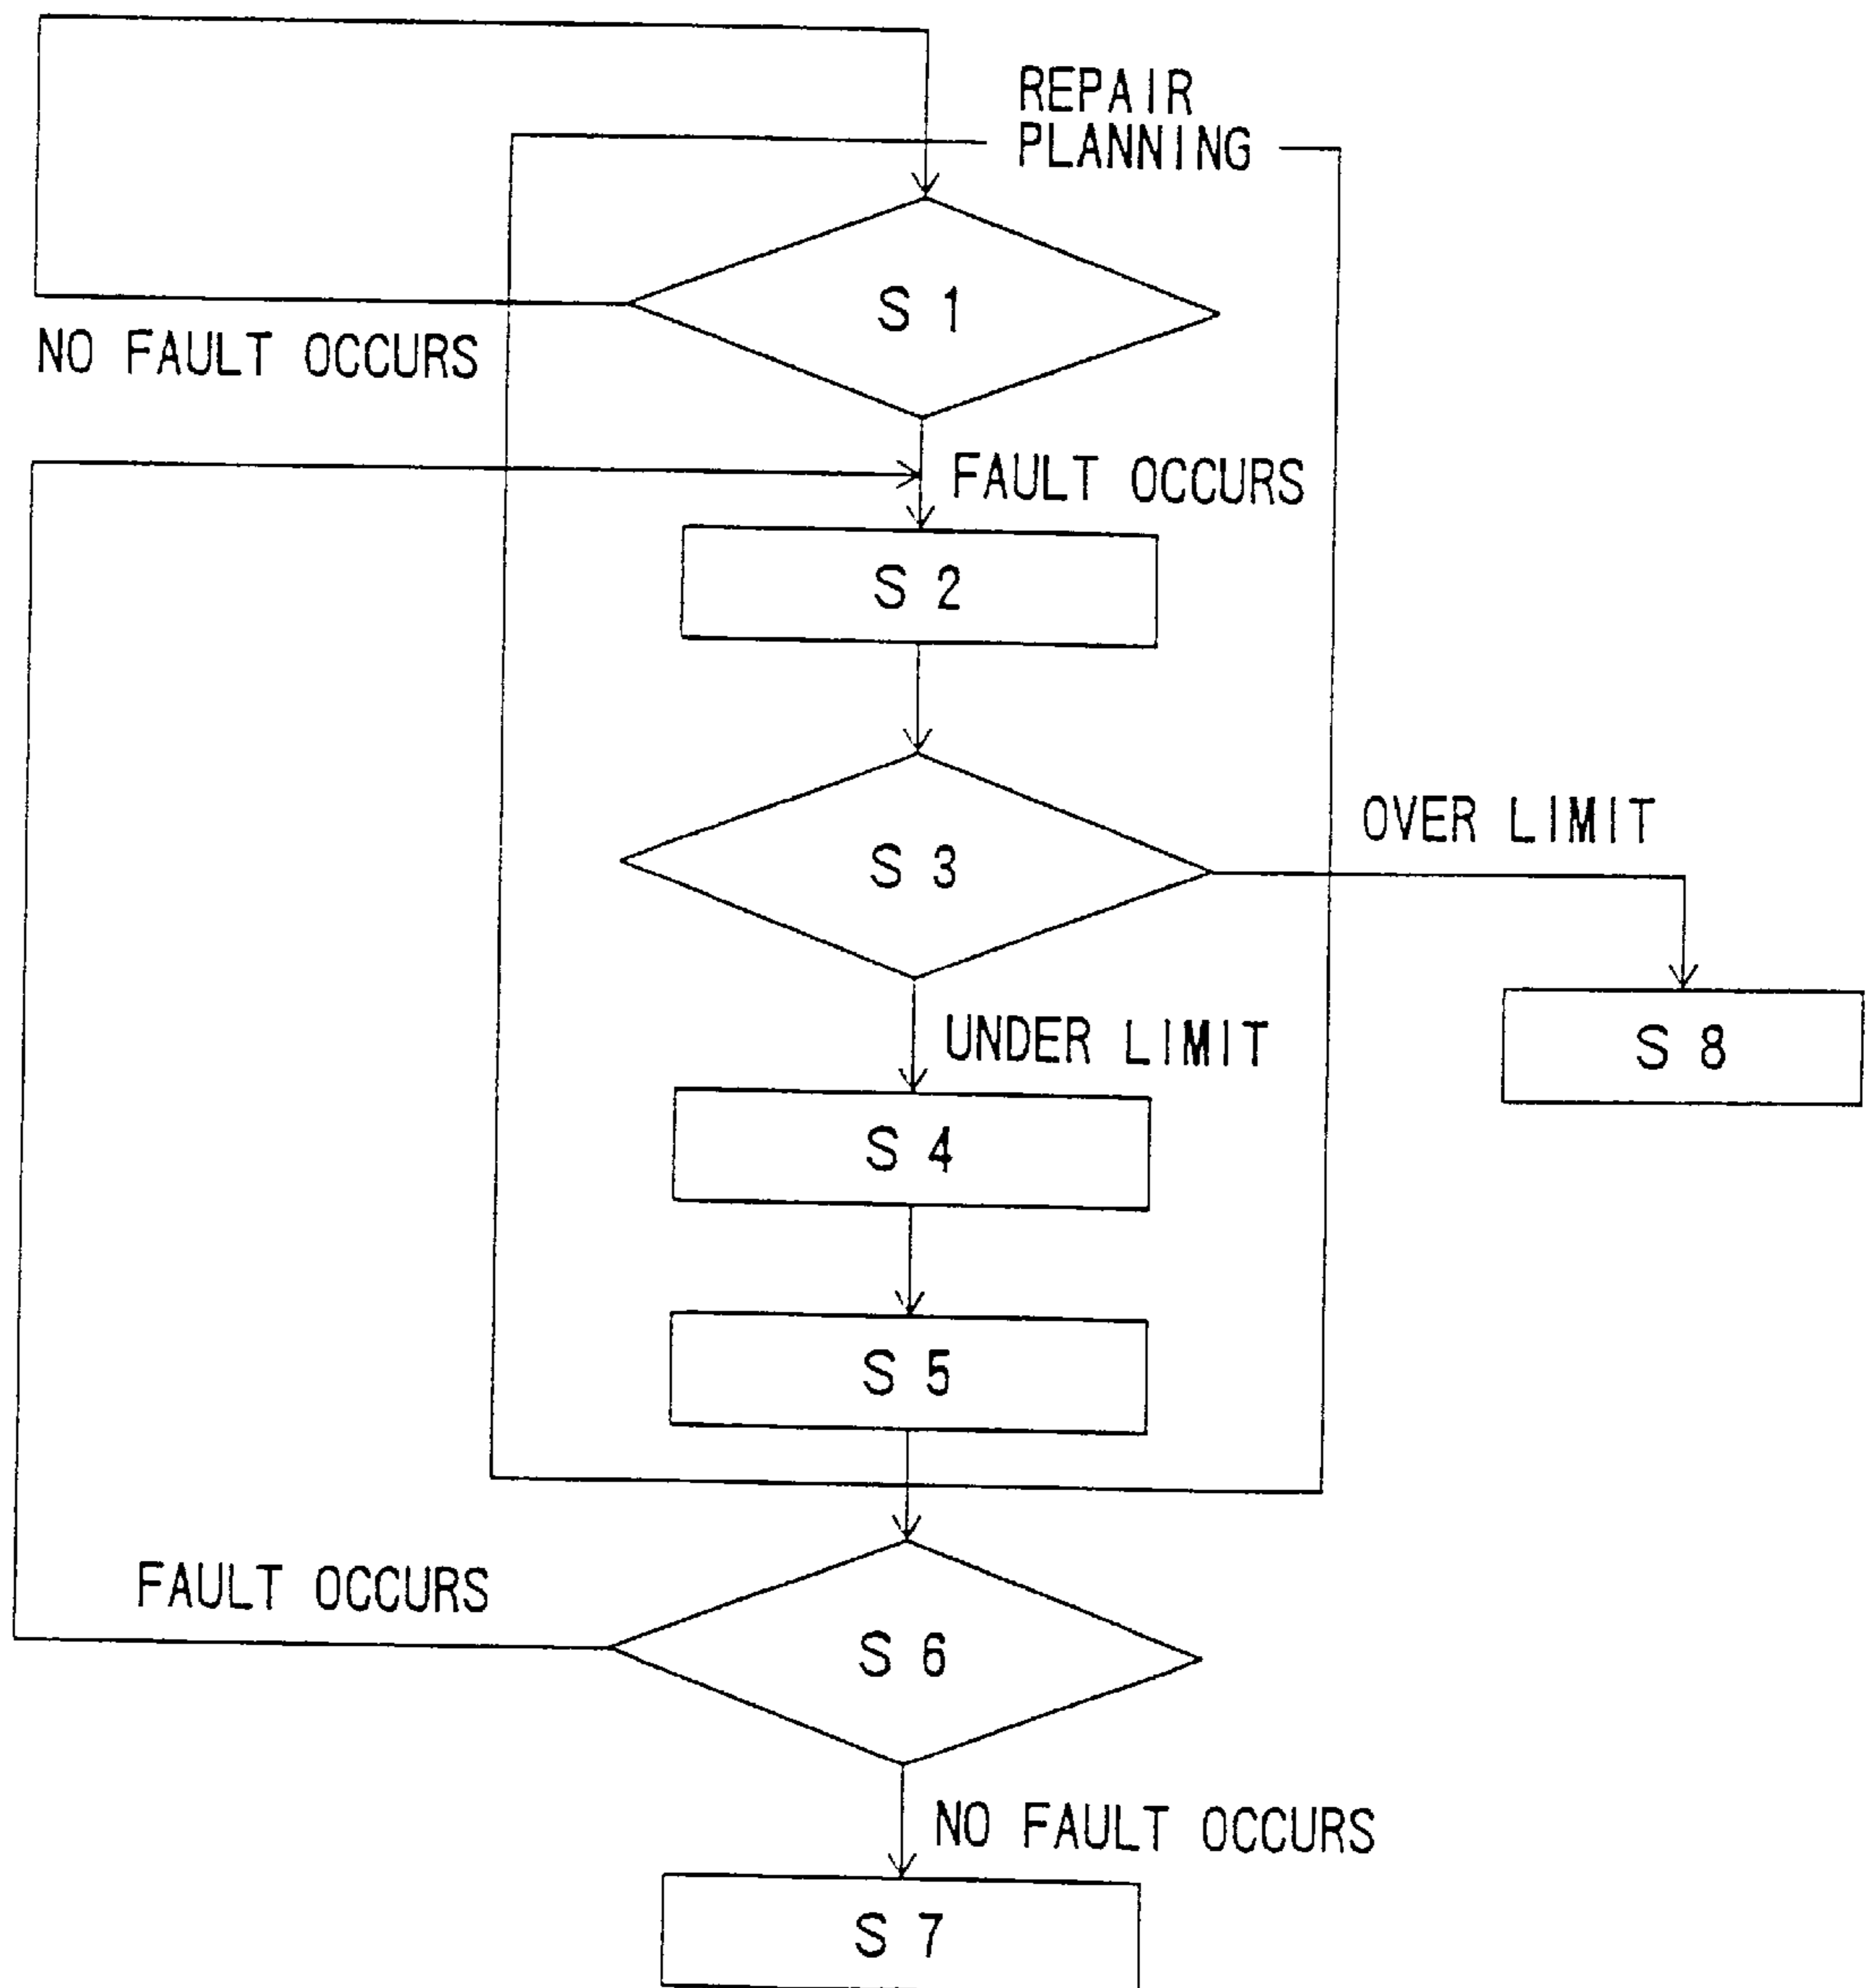 REPAIR
PLANNING
S 1
NO FAULT OCCURS
FAULT OCCURS
S 2
OVER LIMIT
S 3
UNDER LIMIT
S 8
S 4
S 5
FAULT OCCURS
S 6
NO FAULT OCCURS
S 7